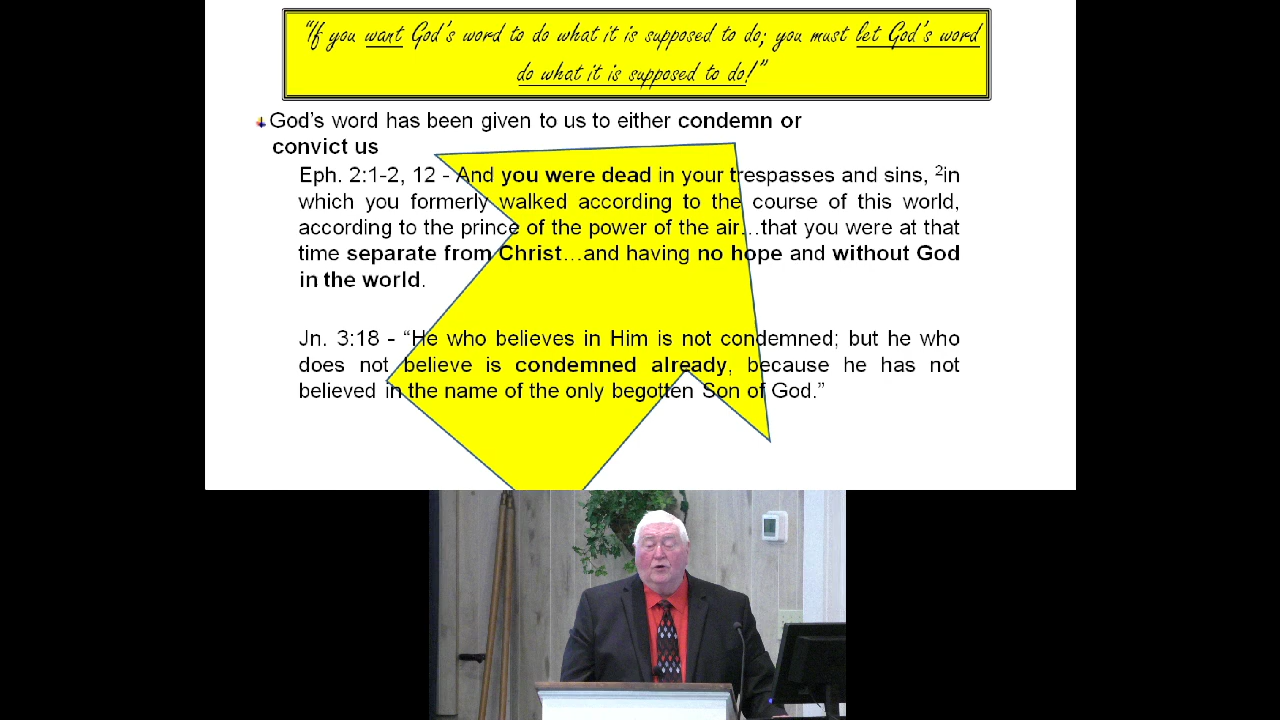 “If you want God’s word to do what it is supposed to do; you must let God’s word
do what it is supposed to do!”
God’s word has been given to us to either condemn or
convict us
Eph. 2:1-2, 12 - And you were dead in your trespasses and sins, ²in
which you formerly walked according to the course of this world,
according to the prince of the power of the air…that you were at that
time separate from Christ…and having no hope and without God
in the world.
Jn. 3:18 - “He who believes in Him is not condemned; but he who
does not believe is condemned already, because he has not
believed in the name of the only begotten Son of God.”